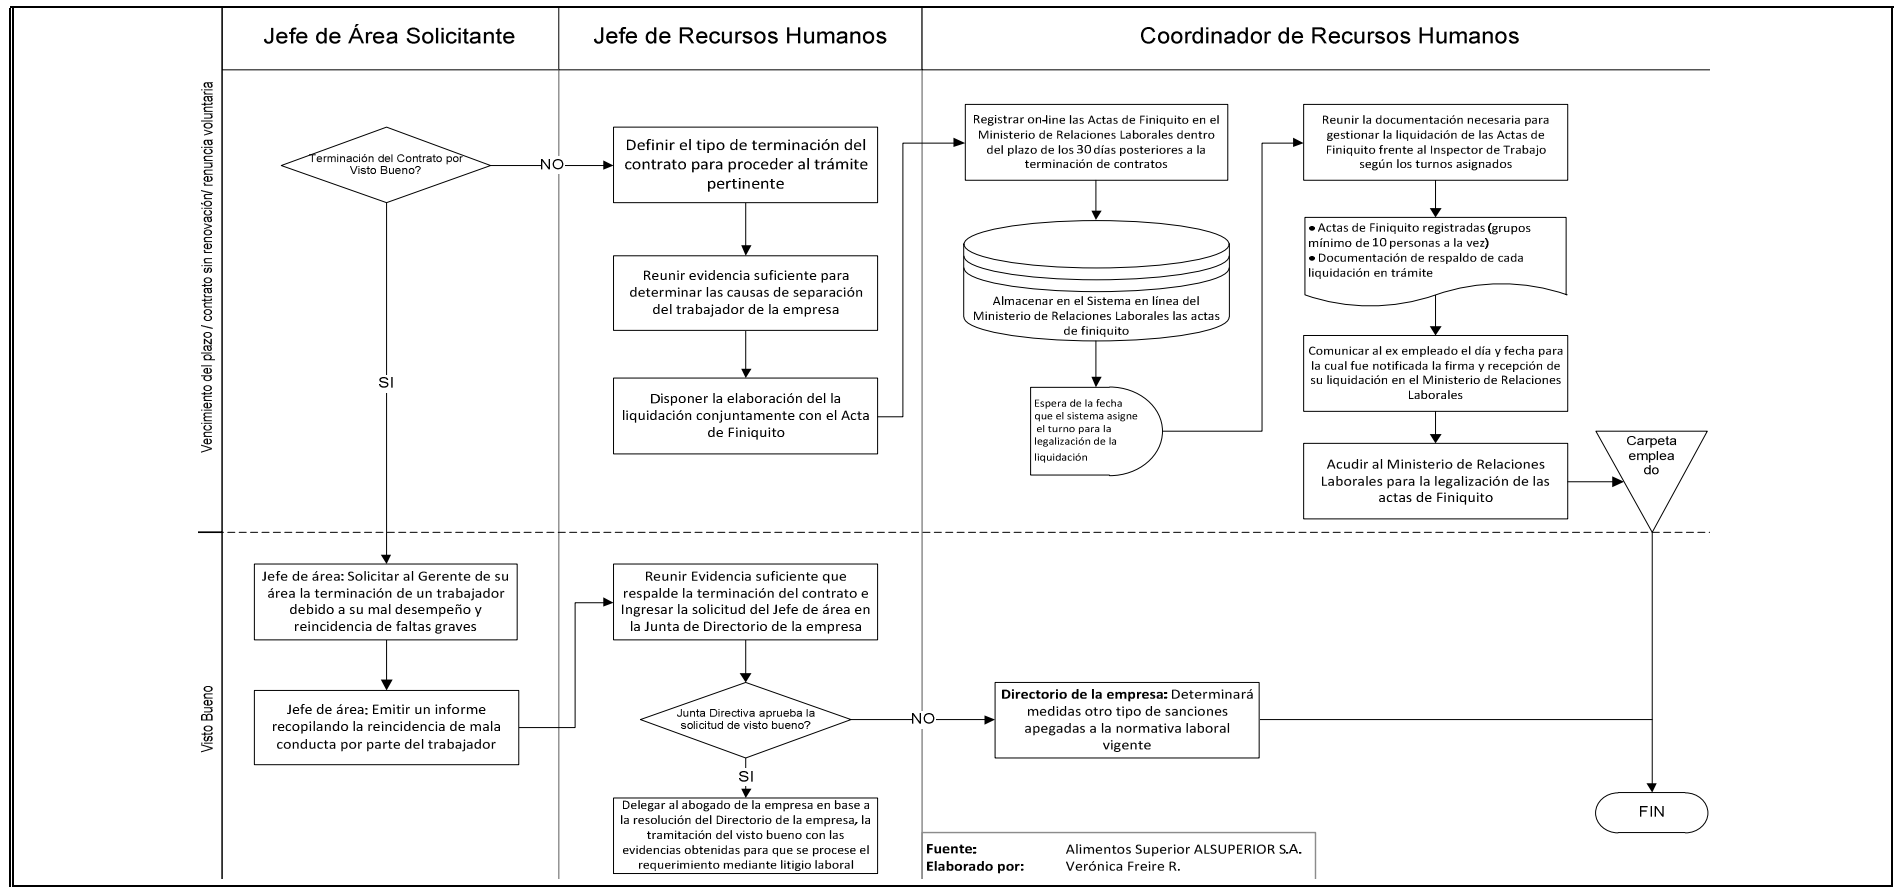 Jefe de Área Solicitante
Jefe de Recursos Humanos
Coordinador de Recursos Humanos
Vencimiento del plazo / contrato sin renovación/ renuncia voluntaria
Terminación del Contrato por
Visto Bueno?
NO
SI
Definir el tipo de terminación del
contrato para proceder al trámite
pertinente
Reunir evidencia suficiente para
determinar las causas de separación
del trabajador de la empresa
Disponer la elaboración del la
liquidación conjuntamente con el Acta
de Finiquito
Registrar on-line las Actas de Finiquito en el
Ministerio de Relaciones Laborales dentro
del plazo de los 30 días posteriores a la
terminación de contratos
Almacenar en el Sistema en línea del
Ministerio de Relaciones Laborales las actas
de finiquito
Espera de la fecha
que el sistema asigne
el turno para la
legalización de la
liquidación
Reunir la documentación necesaria para
gestionar la liquidación de las Actas de
Finiquito frente al Inspector de Trabajo
según los turnos asignados
● Actas de Finiquito registradas (grupos
mínimo de 10 personas a la vez)
● Documentación de respaldo de cada
liquidación en trámite
Comunicar al ex empleado el día y fecha para
la cual fue notificada la firma y recepción de
su liquidación en el Ministerio de Relaciones
Laborales
Acudir al Ministerio de Relaciones
Laborales para la legalización de las
actas de Finiquito
Carpeta
emplea
do
Visto Bueno
Jefe de área: Solicitar al Gerente de su
área la terminación de un trabajador
debido a su mal desempeño y
reincidencia de faltas graves
Jefe de área: Emitir un informe
recopilando la reincidencia de mala
conducta por parte del trabajador
Reunir Evidencia suficiente que
respalde la terminación del contrato e
Ingresar la solicitud del Jefe de área en
la Junta de Directorio de la empresa
Junta Directiva aprueba la
solicitud de visto bueno?
NO
SI
Delegar al abogado de la empresa en base a
la resolución del Directorio de la empresa, la
tramitación del visto bueno con las
evidencias obtenidas para que se procese el
requerimiento mediante litigio laboral
Directorio de la empresa: Determinará
medidas otro tipo de sanciones
apegadas a la normativa laboral
vigente
FIN
Fuente: Alimentos Superior ALSUPERIOR S.A.
Elaborado por: Verónica Freire R.